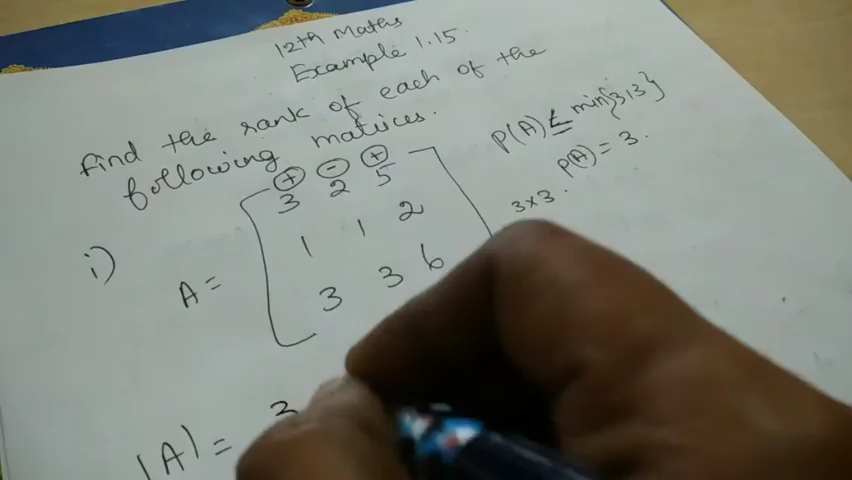 12th Maths
Example 1.15.
Find the rank of each of the
following matrices.
ρ(A) ≤ min{3,3}
ρ(A) = 3.
3×3.
+ - +
3 2 5
i) A = 1 1 2
3 3 6
|A| = 3